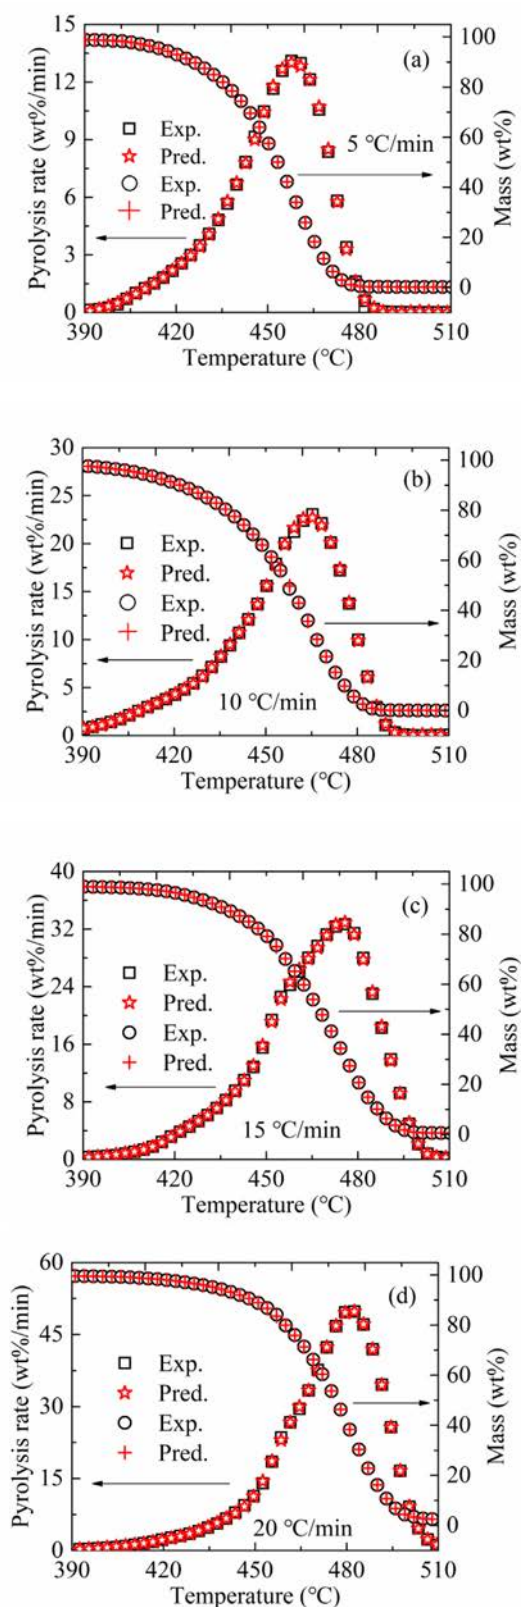 15
12
9
6
3
0
Pyrolysis rate (wt%/min)
(a)
Exp.
Pred.
Exp.
Pred.
5 °C/min
100
80
60
40
20
0
Mass (wt%)
390 420 450 480 510
Temperature (°C)
30
25
20
15
10
5
0
Pyrolysis rate (wt%/min)
(b)
Exp.
Pred.
Exp.
Pred.
10 °C/min
100
80
60
40
20
0
Mass (wt%)
390 420 450 480 510
Temperature (°C)
40
32
24
16
8
0
Pyrolysis rate (wt%/min)
(c)
Exp.
Pred.
Exp.
Pred.
15 °C/min
100
80
60
40
20
0
Mass (wt%)
390 420 450 480 510
Temperature (°C)
60
45
30
15
0
Pyrolysis rate (wt%/min)
(d)
Exp.
Pred.
Exp.
Pred.
20 °C/min
100
80
60
40
20
0
Mass (wt%)
390 420 450 480 510
Temperature (°C)